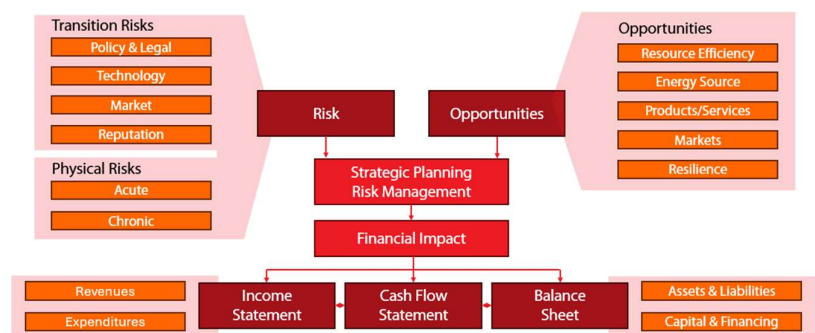 Transition Risks
Policy & Legal
Technology
Market
Reputation
Physical Risks
Acute
Chronic
Risk
Opportunities
Opportunities
Resource Efficiency
Energy Source
Products/Services
Markets
Resilience
Strategic Planning
Risk Management
Financial Impact
Revenues
Expenditures
Income
Statement
Cash Flow
Statement
Balance
Sheet
Assets & Liabilities
Capital & Financing